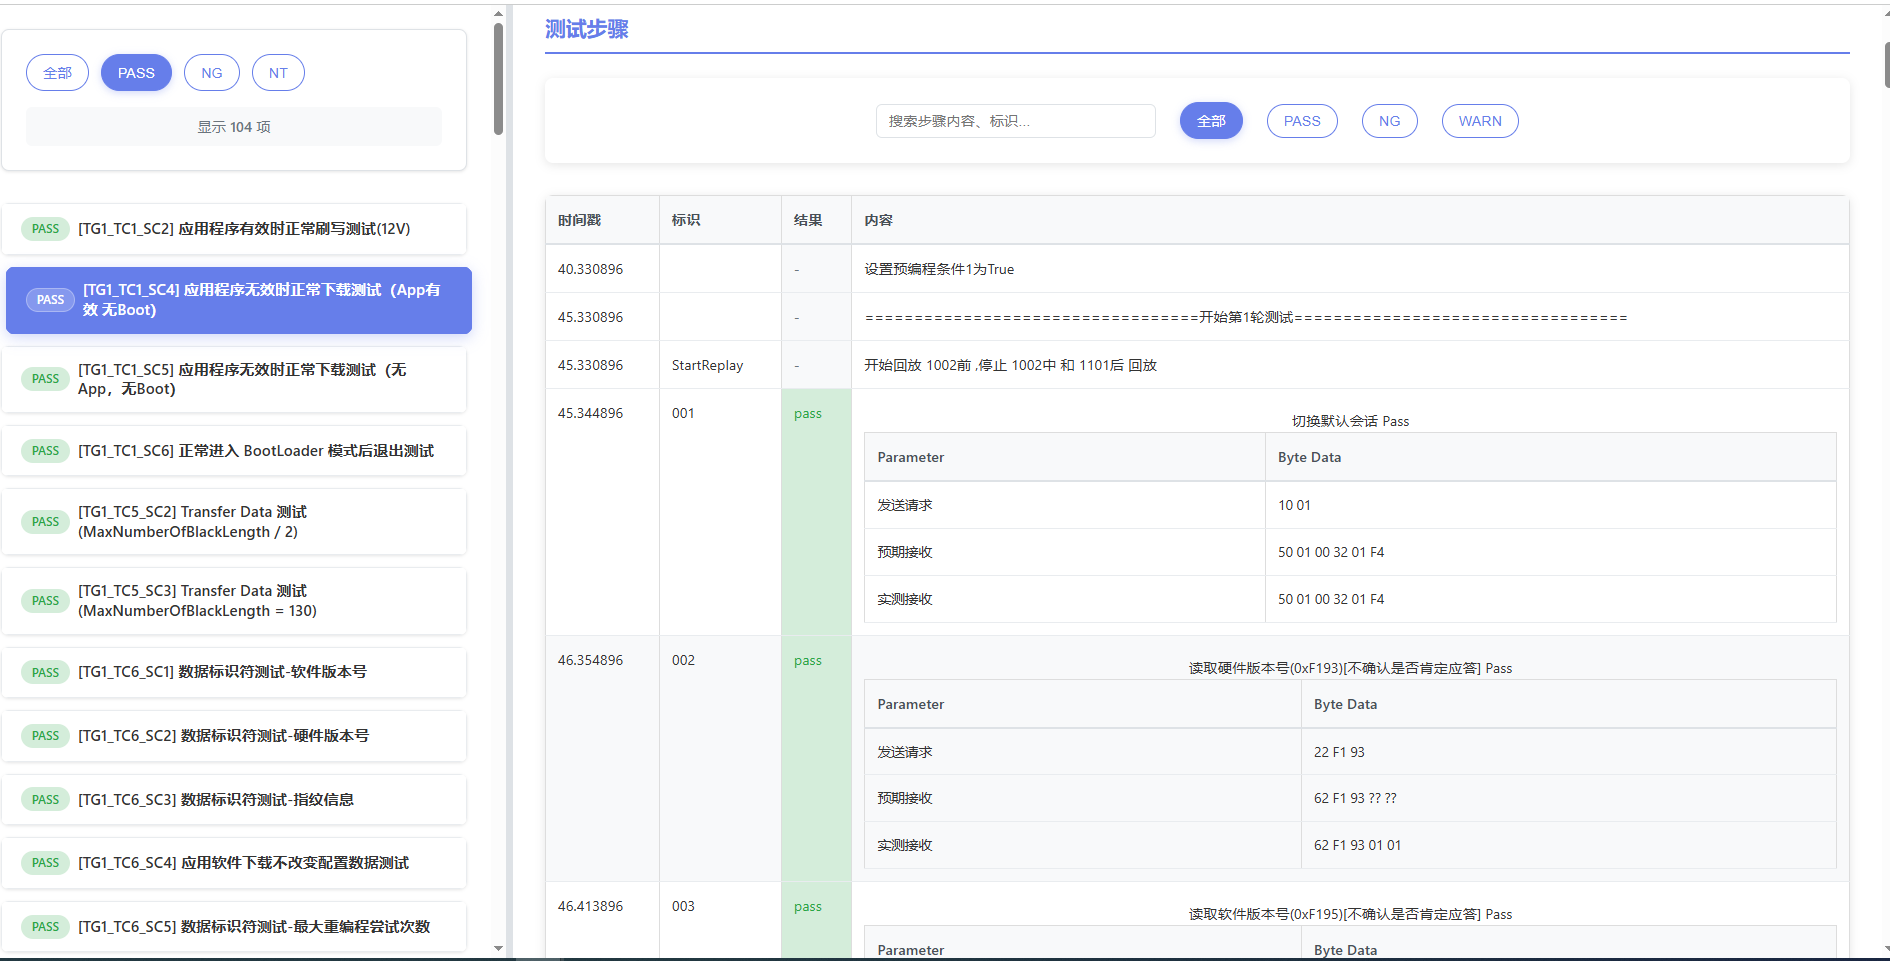 全部
PASS
NG
NT
显示 104 项
PASS
[TG1_TC1_SC2] 应用程序有效时正常刷写测试(12V)
PASS
[TG1_TC1_SC4] 应用程序无效时正常下载测试（App有
效 无Boot）
PASS
[TG1_TC1_SC5] 应用程序无效时正常下载测试（无
App，无Boot）
PASS
[TG1_TC1_SC6] 正常进入 BootLoader 模式后退出测试
PASS
[TG1_TC5_SC2] Transfer Data 测试
(MaxNumberOfBlackLength / 2)
PASS
[TG1_TC5_SC3] Transfer Data 测试
(MaxNumberOfBlackLength = 130)
PASS
[TG1_TC6_SC1] 数据标识符测试-软件版本号
PASS
[TG1_TC6_SC2] 数据标识符测试-硬件版本号
PASS
[TG1_TC6_SC3] 数据标识符测试-指纹信息
PASS
[TG1_TC6_SC4] 应用软件下载不改变配置数据测试
PASS
[TG1_TC6_SC5] 数据标识符测试-最大重编程尝试次数
测试步骤
搜索步骤内容、标识...
全部
PASS
NG
WARN
时间戳 标识 结果 内容
40.330896 - 设置预编程条件1为True
45.330896 - ==================================开始第1轮测试==================================
45.330896 StartReplay - 开始回放 1002前 ,停止 1002中 和 1101后 回放
45.344896 001 pass
切换默认会话 Pass
Parameter Byte Data
发送请求 10 01
预期接收 50 01 00 32 01 F4
实测接收 50 01 00 32 01 F4
46.354896 002 pass
读取硬件版本号(0xF193)[不确认是否肯定应答] Pass
Parameter Byte Data
发送请求 22 F1 93
预期接收 62 F1 93 ?? ??
实测接收 62 F1 93 01 01
46.413896 003 pass
读取软件版本号(0xF195)[不确认是否肯定应答] Pass
Parameter Byte Data